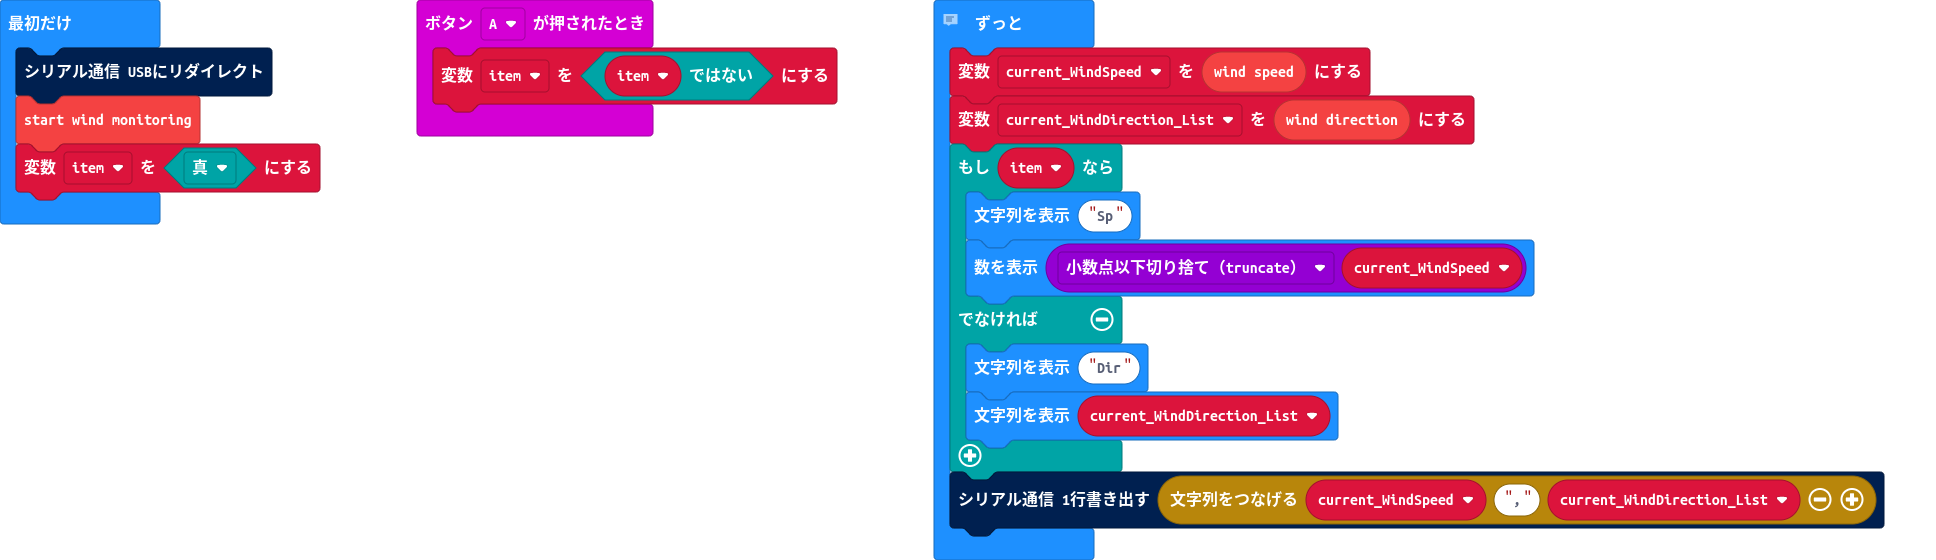 最初だけ
シリアル通信 USBにリダイレクト
start wind monitoring
変数 item を 真 にする
ボタン A が押されたとき
変数 item を item ではない にする
ずっと
変数 current_WindSpeed を wind speed にする
変数 current_WindDirection_List を wind direction にする
もし item なら
文字列を表示 "Sp"
数を表示 小数点以下切り捨て（truncate） current_WindSpeed
でなければ
文字列を表示 "Dir"
文字列を表示 current_WindDirection_List
シリアル通信 1行書き出す 文字列をつなげる current_WindSpeed "," current_WindDirection_List